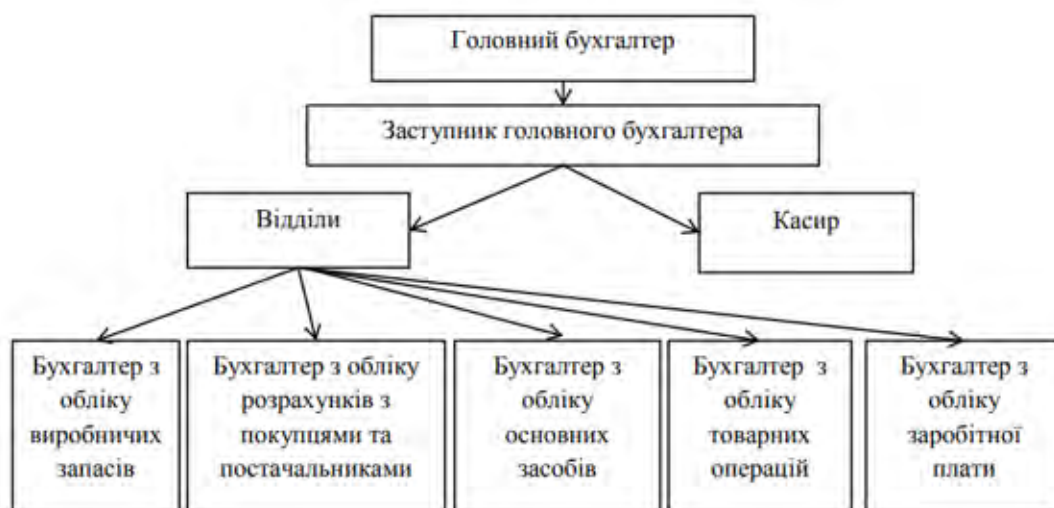 Головний бухгалтер
Заступник головного бухгалтера
Відділи
Касир
Бухгалтер з
обліку
виробничих
запасів
Бухгалтер з обліку
розрахунків з
покупцями та
постачальниками
Бухгалтер з
обліку
основних
засобів
Бухгалтер з
обліку
товарних
операцій
Бухгалтер з
обліку
заробітної
плати